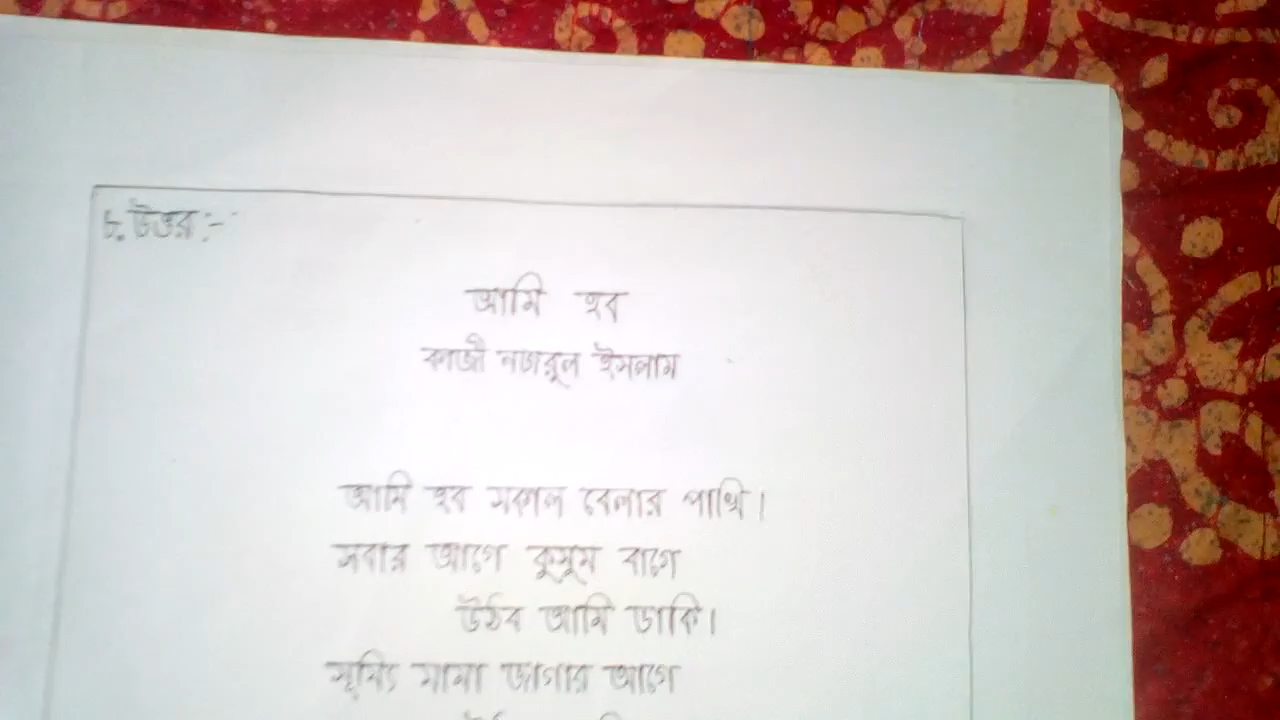 ৮. উত্তর:-
আমি হব
কাজী নজরুল ইসলাম
আমি হব সকাল বেলার পাখি।
সবার আগে কুসুম বাগে
উঠব আমি ডাকি।
সূয্যি মামা জাগার আগে